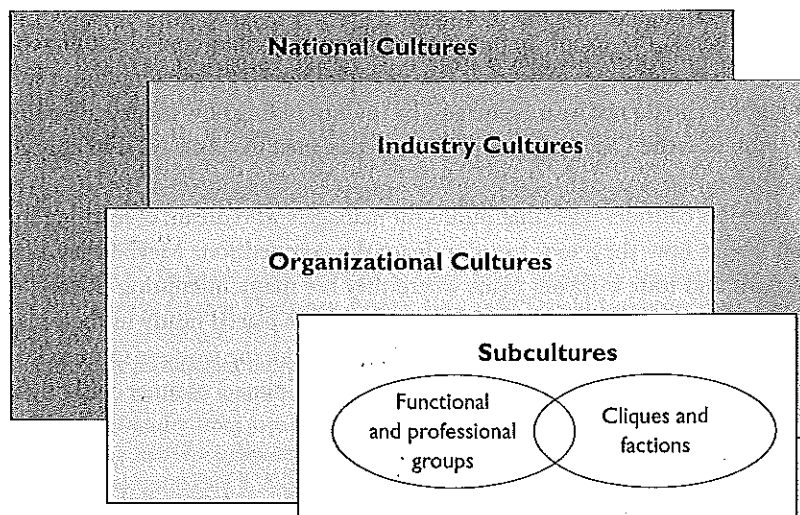 National Cultures
Industry Cultures
Organizational Cultures
Subcultures
Functional
and professional
groups
Cliques and
factions